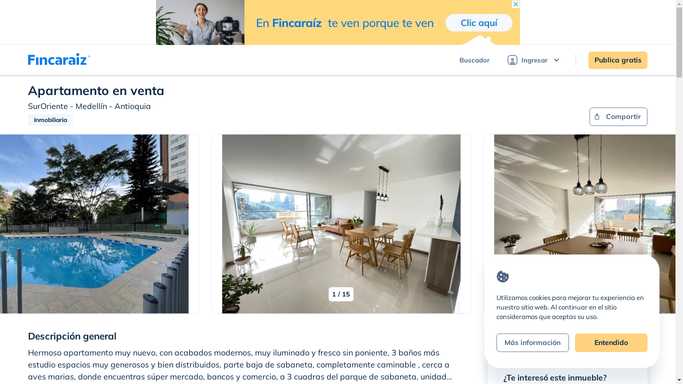 En Fincaraíz te ven porque te ven
Clic aquí
Fincaraiz
Buscador
Ingresar
Publica gratis
Apartamento en venta
SurOriente - Medellín - Antioquia
Inmobiliaria
Compartir
1 / 15
Utilizamos cookies para mejorar tu experiencia en
nuestro sitio web. Al continuar en el sitio
consideramos que aceptas su uso.
Más información
Entendido
Descripción general
Hermoso apartamento muy nuevo, con acabados modernos, muy iluminada y fresca sin poniente, 3 baños más
estudio espacios muy generosos y bien distribuidos, parte baja de sabaneta, completamente caminable , cerca a
aves marias, donde encuentras súper mercado, bancos y comercio, a 3 cuadras del parque de sabaneta, unidad...
¿Te interesó este inmueble?